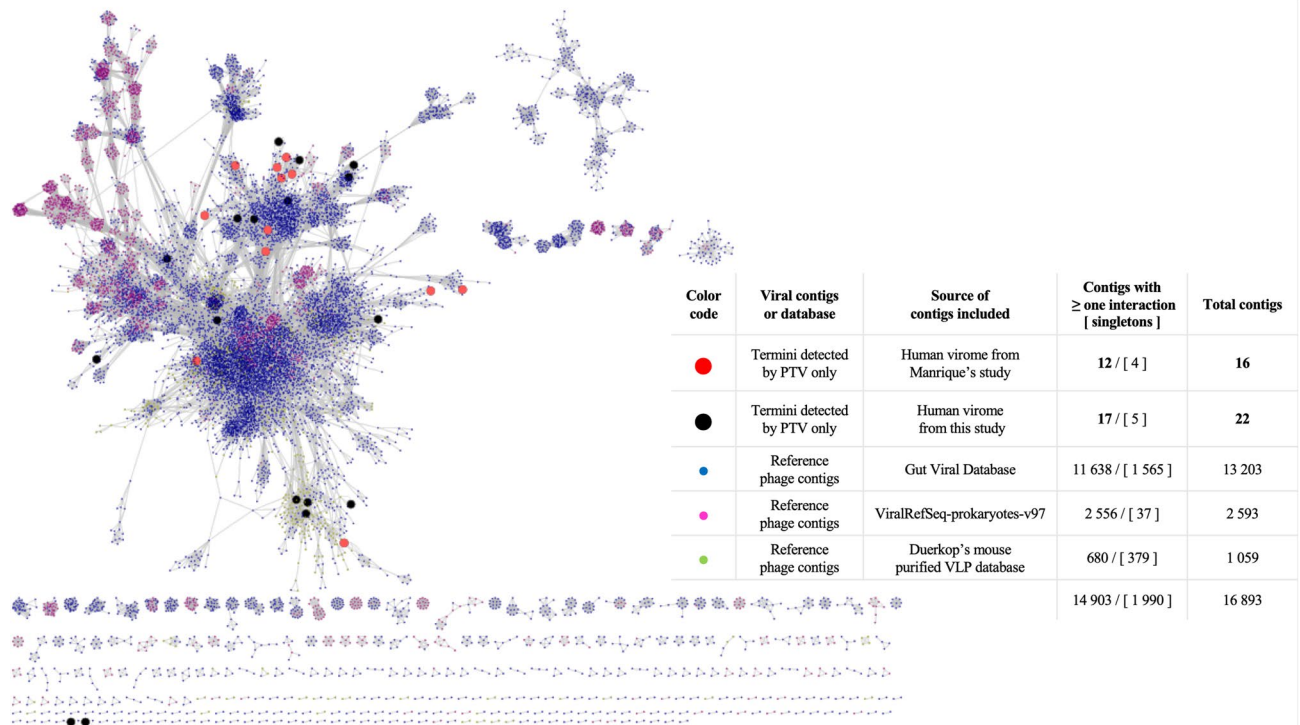 Color
code
Viral contigs
or database
Source of
contigs included
Contigs with
≥ one interaction
[ singletons ]
Total contigs
Termini detected
by PTV only
Human virome from
Manrique's study
12 / [ 4 ]
16
Termini detected
by PTV only
Human virome
from this study
17 / [ 5 ]
22
Reference
phage contigs
Gut Viral Database
11 638 / [ 1 565 ]
13 203
Reference
phage contigs
ViralRefSeq-prokaryotes-v97
2 556 / [ 37 ]
2 593
Reference
phage contigs
Duerkop's mouse
purified VLP database
680 / [ 379 ]
1 059
14 903 / [ 1 990 ]
16 893